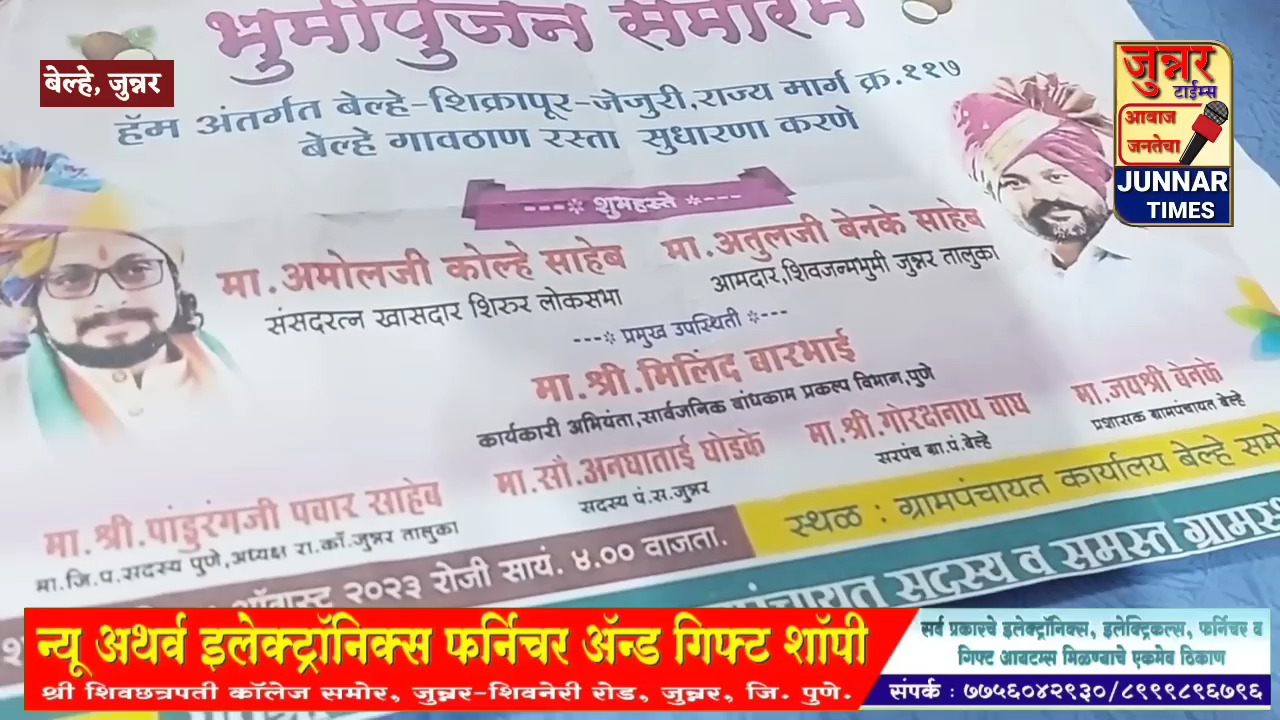 भुमीपुजन समारंभ
बेल्हे, जुन्नर
जुन्नर
टाईम्स
आवाज
जनतेचा
JUNNAR
TIMES
हॅम अंतर्गत बेल्हे-शिक्रापूर-जेजुरी,राज्य मार्ग क्र.११७
बेल्हे गावठाण रस्ता सुधारणा करणे
शुभहस्ते
मा.अमोलजी कोल्हे साहेब
संसदरत्न खासदार शिरुर लोकसभा
मा.अतुलजी बेनके साहेब
आमदार,शिवजन्मभुमी जुन्नर तालुका
प्रमुख उपस्थिती
मा.श्री.मिलिंद बारभाई
कार्यकारी अभियंता,सार्वजनिक बांधकाम प्रकल्प विभाग,पुणे
मा.श्री.पांडुरंगजी पवार साहेब
मा.जि.प.सदस्य पुणे,अध्यक्ष रा.कॉ.जुन्नर तालुका
मा.सौ.अनघाताई घोडके
सदस्य पं.स.जुन्नर
मा.श्री.गोरक्षनाथ वाघ
सरपंच ग्रा.पं.बेल्हे
मा.जयश्री बेनके
प्रशासक ग्रामपंचायत बेल्हे
ऑगस्ट २०२३ रोजी सायं. ४.०० वाजता.
स्थळ : ग्रामपंचायत कार्यालय बेल्हे
सदस्य व समस्त
न्यू अथर्व इलेक्ट्रॉनिक्स फर्निचर ॲन्ड गिफ्ट शॉपी
श्री शिवछत्रपती कॉलेज समोर, जुन्नर-शिवनेरी रोड, जुन्नर, जि. पुणे.
सर्व प्रकारचे इलेक्ट्रॉनिक्स, इलेक्ट्रिकल्स, फर्निचर व
गिफ्ट आयटम्स मिळण्याचे एकमेव ठिकाण
संपर्क : ७७५६०४२९३०/८९९९८९६७९६